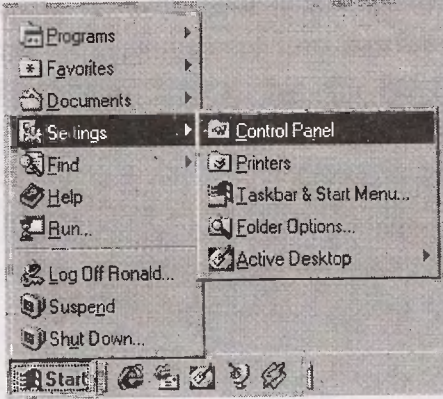 Programs
Favorites
Documents
Settings
Find
Help
Run...
Log Off Ronald...
Suspend
Shut Down...
Control Panel
Printers
Taskbar & Start Menu...
Folder Options...
Active Desktop
Start